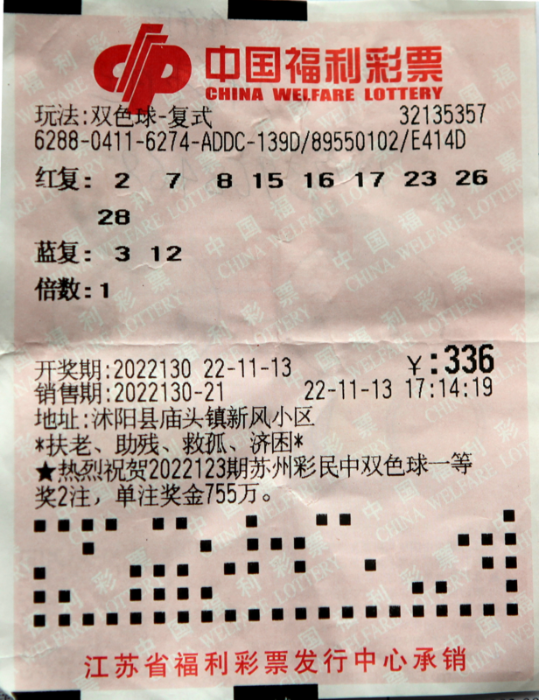 中国福利彩票
CHINA WELFARE LOTTERY
玩法:双色球-复式 32135357
6288-0411-6274-ADDC-139D/89550102/E414D
红复: 2 7 8 15 16 17 23 26
28
蓝复: 3 12
倍数:1
开奖期:2022130 22-11-13 ¥:336
销售期:2022130-21 22-11-13 17:14:19
地址:沭阳县庙头镇新风小区
*扶老、助残、救孤、济困*
★热烈祝贺2022123期苏州彩民中双色球一等
奖2注，单注奖金755万。
江苏省福利彩票发行中心承销